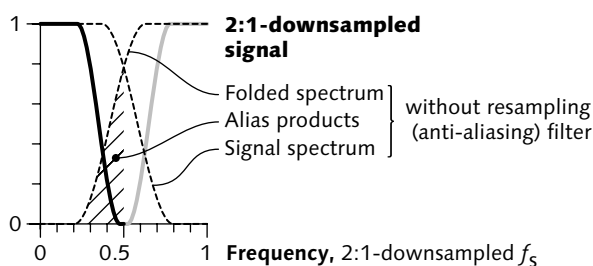 1
2:1-downsampled
signal
Folded spectrum
Alias products
Signal spectrum
without resampling
(anti-aliasing) filter
0
0 0.5 1
Frequency, 2:1-downsampled fs